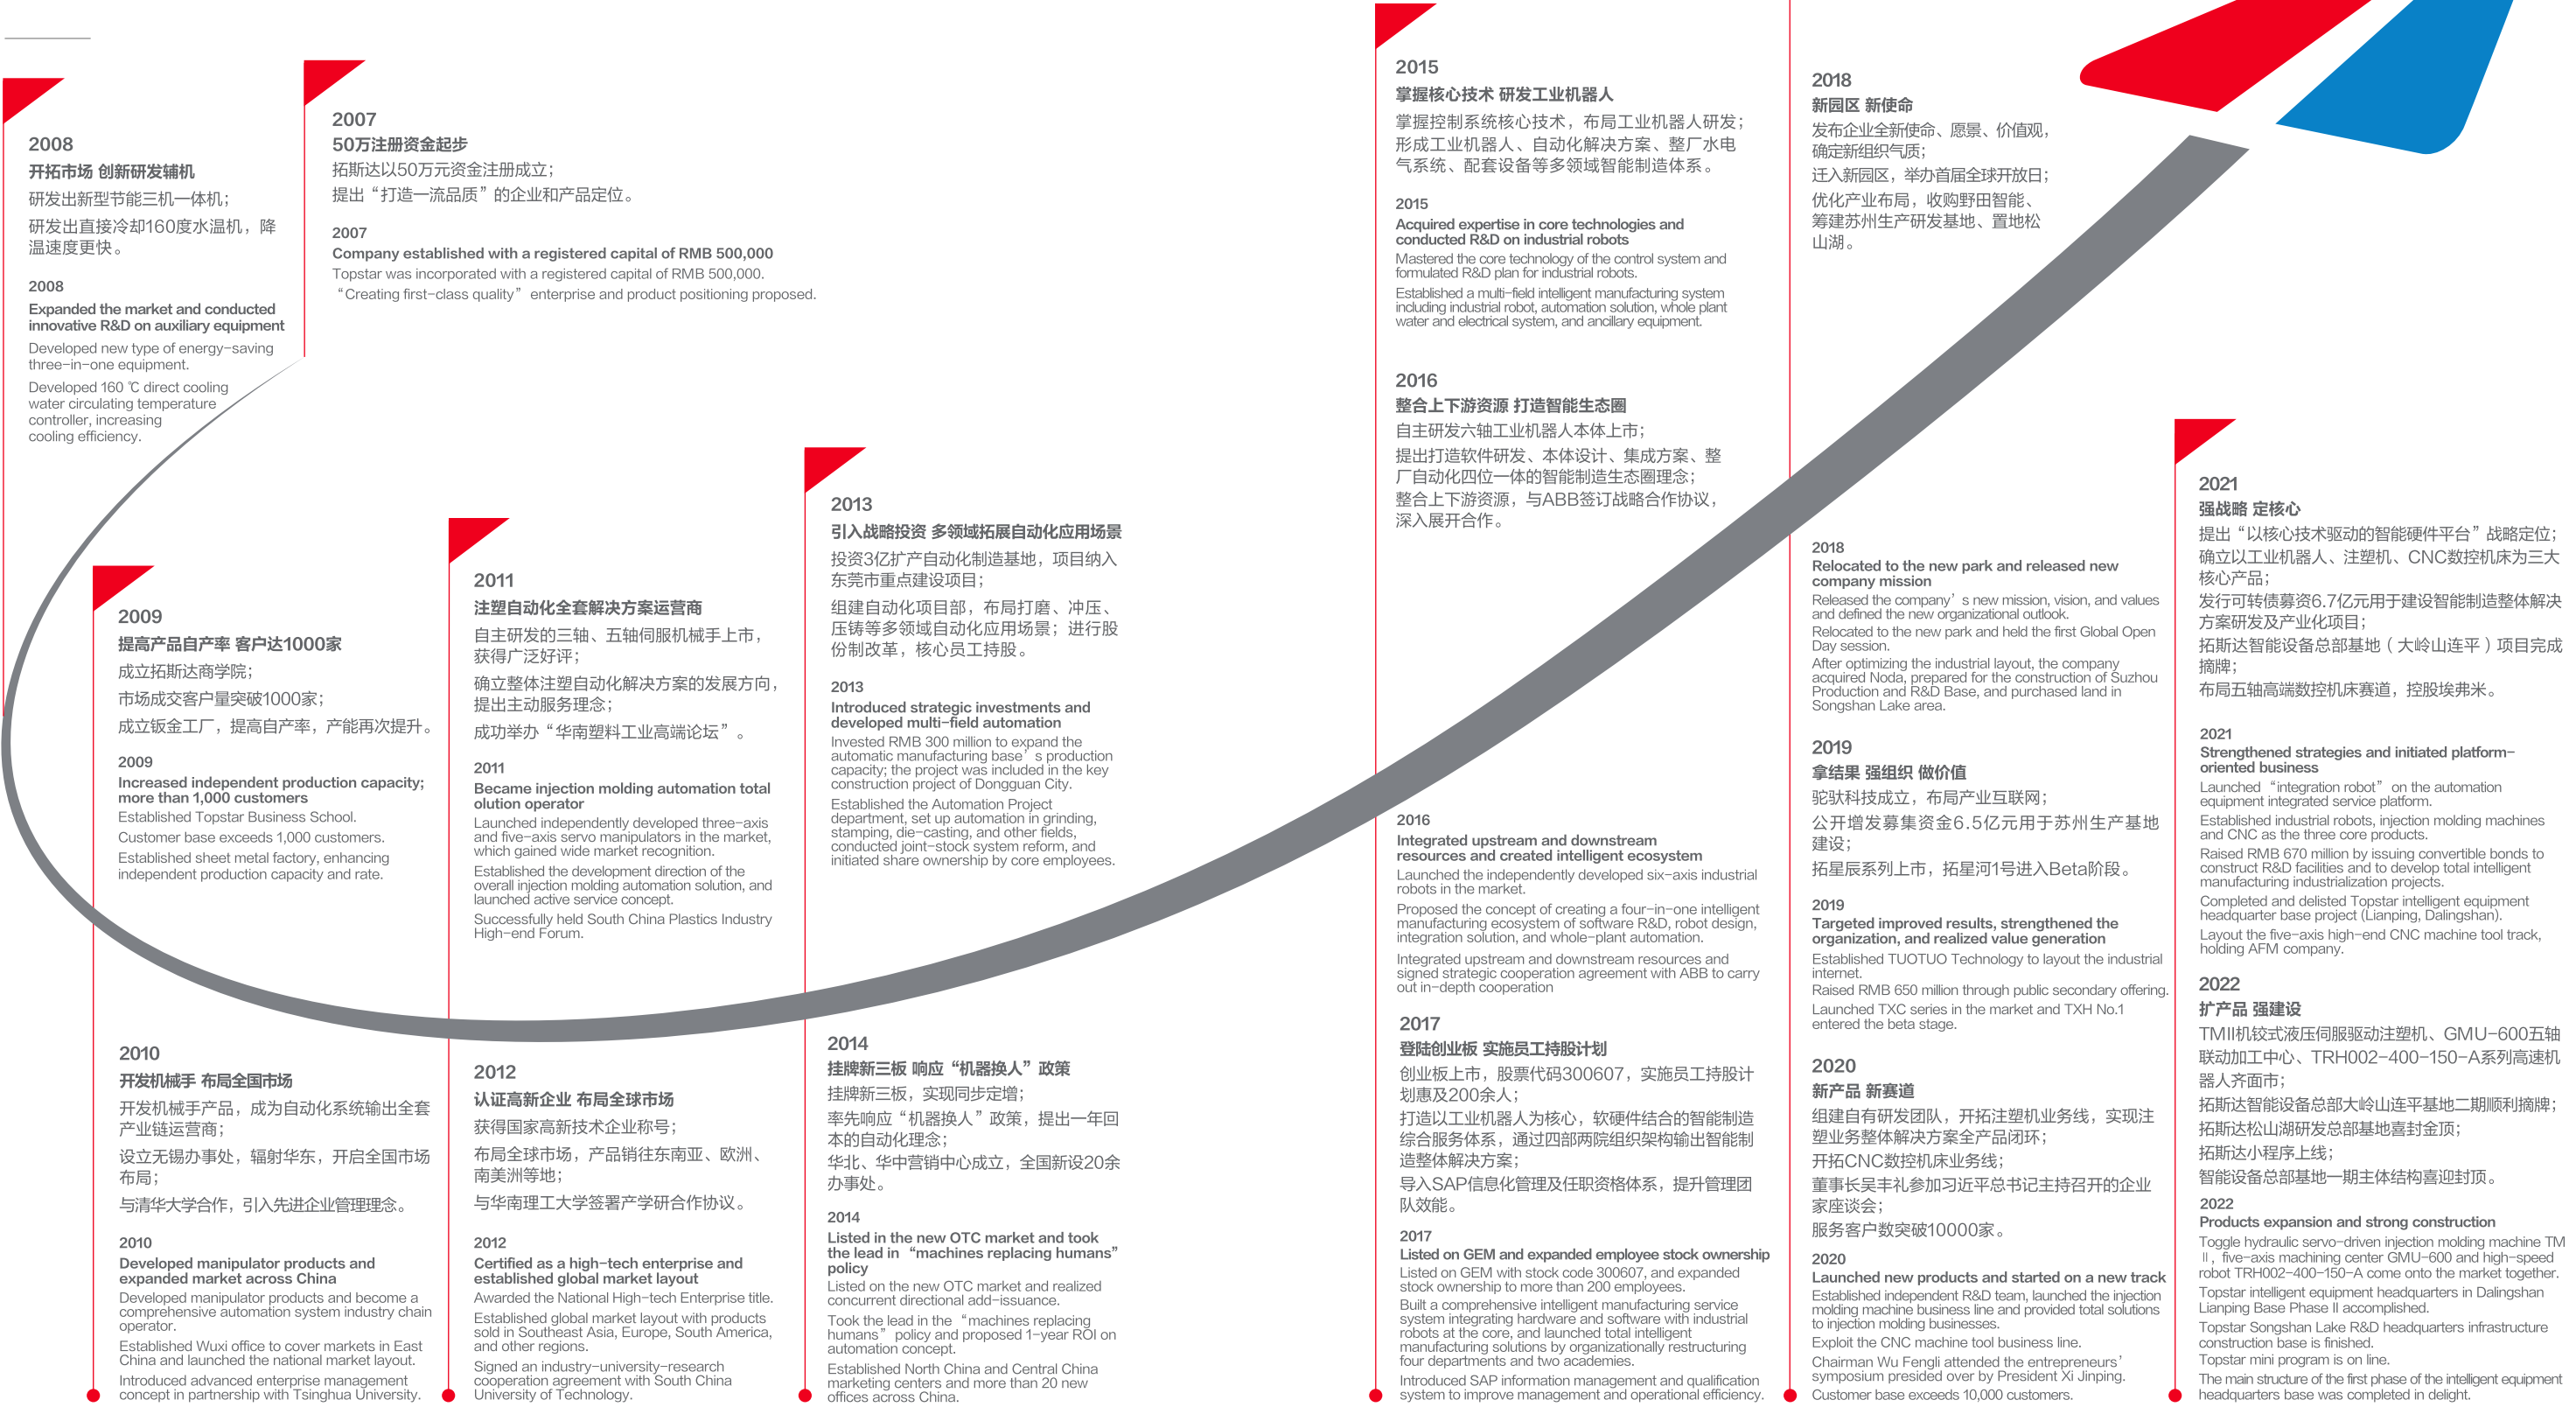 2007
50万注册资金起步
拓斯达以50万元资金注册成立；
提出“打造一流品质”的企业和产品定位。
2007
Company established with a registered capital of RMB 500,000
Topstar was incorporated with a registered capital of RMB 500,000.
“Creating first-class quality” enterprise and product positioning proposed.
2008
开拓市场 创新研发辅机
研发出新型节能三机一体机；
研发出直接冷却160度水温机，降
温速度更快。
2008
Expanded the market and conducted
innovative R&D on auxiliary equipment
Developed new type of energy-saving
three-in-one equipment.
Developed 160 ℃ direct cooling
water circulating temperature
controller, increasing
cooling efficiency.
2009
提高产品自产率 客户达1000家
成立拓斯达商学院；
市场成交客户量突破1000家；
成立钣金工厂，提高自产率，产能再次提升。
2009
Increased independent production capacity;
more than 1,000 customers
Established Topstar Business School.
Customer base exceeds 1,000 customers.
Established sheet metal factory, enhancing
independent production capacity and rate.
2010
开发机械手 布局全国市场
开发机械手产品，成为自动化系统输出全套
产业链运营商；
设立无锡办事处，辐射华东，开启全国市场
布局；
与清华大学合作，引入先进企业管理理念。
2010
Developed manipulator products and
expanded market across China
Developed manipulator products and become a
comprehensive automation system industry chain
operator.
Established Wuxi office to cover markets in East
China and launched the national market layout.
Introduced advanced enterprise management
concept in partnership with Tsinghua University.
2011
注塑自动化全套解决方案运营商
自主研发的三轴、五轴伺服机械手上市，
获得广泛好评；
确立整体注塑自动化解决方案的发展方向，
提出主动服务理念；
成功举办“华南塑料工业高端论坛”。
2011
Became injection molding automation total
olution operator
Launched independently developed three-axis
and five-axis servo manipulators in the market,
which gained wide market recognition.
Established the development direction of the
overall injection molding automation solution, and
launched active service concept.
Successfully held South China Plastics Industry
High-end Forum.
2012
认证高新企业 布局全球市场
获得国家高新技术企业称号；
布局全球市场，产品销往东南亚、欧洲、
南美洲等地；
与华南理工大学签署产学研合作协议。
2012
Certified as a high-tech enterprise and
established global market layout
Awarded the National High-tech Enterprise title.
Established global market layout with products
sold in Southeast Asia, Europe, South America,
and other regions.
Signed an industry-university-research
cooperation agreement with South China
University of Technology.
2013
引入战略投资 多领域拓展自动化应用场景
投资3亿扩产自动化制造基地，项目纳入
东莞市重点建设项目；
组建自动化项目部，布局打磨、冲压、
压铸等多领域自动化应用场景；进行股
份制改革，核心员工持股。
2013
Introduced strategic investments and
developed multi-field automation
Invested RMB 300 million to expand the
automatic manufacturing base’s production
capacity; the project was included in the key
construction project of Dongguan City.
Established the Automation Project
department, set up automation in grinding,
stamping, die-casting, and other fields,
conducted joint-stock system reform, and
initiated share ownership by core employees.
2014
挂牌新三板 响应“机器换人”政策
挂牌新三板，实现同步定增；
率先响应“机器换人”政策，提出一年回
本的自动化理念；
华北、华中营销中心成立，全国新设20余
办事处。
2014
Listed in the new OTC market and took
the lead in “machines replacing humans”
policy
Listed on the new OTC market and realized
concurrent directional add-issuance.
Took the lead in the “machines replacing
humans” policy and proposed 1-year ROI on
automation concept.
Established North China and Central China
marketing centers and more than 20 new
offices across China.
2015
掌握核心技术 研发工业机器人
掌握控制系统核心技术，布局工业机器人研发；
形成工业机器人、自动化解决方案、整厂水电
气系统、配套设备等多领域智能制造体系。
2015
Acquired expertise in core technologies and
conducted R&D on industrial robots
Mastered the core technology of the control system and
formulated R&D plan for industrial robots.
Established a multi-field intelligent manufacturing system
including industrial robot, automation solution, whole plant
water and electrical system, and ancillary equipment.
2016
整合上下游资源 打造智能生态圈
自主研发六轴工业机器人本体上市；
提出打造软件研发、本体设计、集成方案、整
厂自动化四位一体的智能制造生态圈理念；
整合上下游资源，与ABB签订战略合作协议，
深入展开合作。
2016
Integrated upstream and downstream
resources and created intelligent ecosystem
Launched the independently developed six-axis industrial
robots in the market.
Proposed the concept of creating a four-in-one intelligent
manufacturing ecosystem of software R&D, robot design,
integration solution, and whole-plant automation.
Integrated upstream and downstream resources and
signed strategic cooperation agreement with ABB to carry
out in-depth cooperation
2017
登陆创业板 实施员工持股计划
创业板上市，股票代码300607，实施员工持股计
划惠及200余人；
打造以工业机器人为核心，软硬件结合的智能制造
综合服务体系，通过四部两院组织架构输出智能制
造整体解决方案；
导入SAP信息化管理及任职资格体系，提升管理团
队效能。
2017
Listed on GEM and expanded employee stock ownership
Listed on GEM with stock code 300607, and expanded
stock ownership to more than 200 employees.
Built a comprehensive intelligent manufacturing service
system integrating hardware and software with industrial
robots at the core, and launched total intelligent
manufacturing solutions by organizationally restructuring
four departments and two academies.
Introduced SAP information management and qualification
system to improve management and operational efficiency.
2018
新园区 新使命
发布企业全新使命、愿景、价值观，
确定新组织气质；
迁入新园区，举办首届全球开放日；
优化产业布局，收购野田智能、
筹建苏州生产研发基地、置地松
山湖。
2018
Relocated to the new park and released new
company mission
Released the company’s new mission, vision, and values
and defined the new organizational outlook.
Relocated to the new park and held the first Global Open
Day session.
After optimizing the industrial layout, the company
acquired Noda, prepared for the construction of Suzhou
Production and R&D Base, and purchased land in
Songshan Lake area.
2019
拿结果 强组织 做价值
驼驮科技成立，布局产业互联网；
公开增发募集资金6.5亿元用于苏州生产基地
建设；
拓星辰系列上市，拓星河1号进入Beta阶段。
2019
Targeted improved results, strengthened the
organization, and realized value generation
Established TUOTUO Technology to layout the industrial
internet.
Raised RMB 650 million through public secondary offering.
Launched TXC series in the market and TXH No.1
entered the beta stage.
2020
新产品 新赛道
组建自有研发团队，开拓注塑机业务线，实现注
塑业务整体解决方案全产品闭环；
开拓CNC数控机床业务线；
董事长吴丰礼参加习近平总书记主持召开的企业
家座谈会；
服务客户数突破10000家。
2020
Launched new products and started on a new track
Established independent R&D team, launched the injection
molding machine business line and provided total solutions
to injection molding businesses.
Exploit the CNC machine tool business line.
Chairman Wu Fengli attended the entrepreneurs’
symposium presided over by President Xi Jinping.
Customer base exceeds 10,000 customers.
2021
强战略 定核心
提出“以核心技术驱动的智能硬件平台”战略定位；
确立以工业机器人、注塑机、CNC数控机床为三大
核心产品；
发行可转债募资6.7亿元用于建设智能制造整体解决
方案研发及产业化项目；
拓斯达智能设备总部基地（大岭山连平）项目完成
摘牌；
布局五轴高端数控机床赛道，控股埃弗米。
2021
Strengthened strategies and initiated platform-
oriented business
Launched “integration robot” on the automation
equipment integrated service platform.
Established industrial robots, injection molding machines
and CNC as the three core products.
Raised RMB 670 million by issuing convertible bonds to
construct R&D facilities and to develop total intelligent
manufacturing industrialization projects.
Completed and delisted Topstar intelligent equipment
headquarter base project (Lianping, Dalingshan).
Layout the five-axis high-end CNC machine tool track,
holding AFM company.
2022
扩产品 强建设
TMII机铰式液压伺服驱动注塑机、GMU-600五轴
联动加工中心、TRH002-400-150-A系列高速机
器人齐面市；
拓斯达智能设备总部大岭山连平基地二期顺利摘牌；
拓斯达松山湖研发总部基地喜封金顶；
拓斯达小程序上线；
智能设备总部基地一期主体结构喜迎封顶。
2022
Products expansion and strong construction
Toggle hydraulic servo-driven injection molding machine TM
Ⅱ, five-axis machining center GMU-600 and high-speed
robot TRH002-400-150-A come onto the market together.
Topstar intelligent equipment headquarters in Dalingshan
Lianping Base Phase II accomplished.
Topstar Songshan Lake R&D headquarters infrastructure
construction base is finished.
Topstar mini program is on line.
The main structure of the first phase of the intelligent equipment
headquarters base was completed in delight.